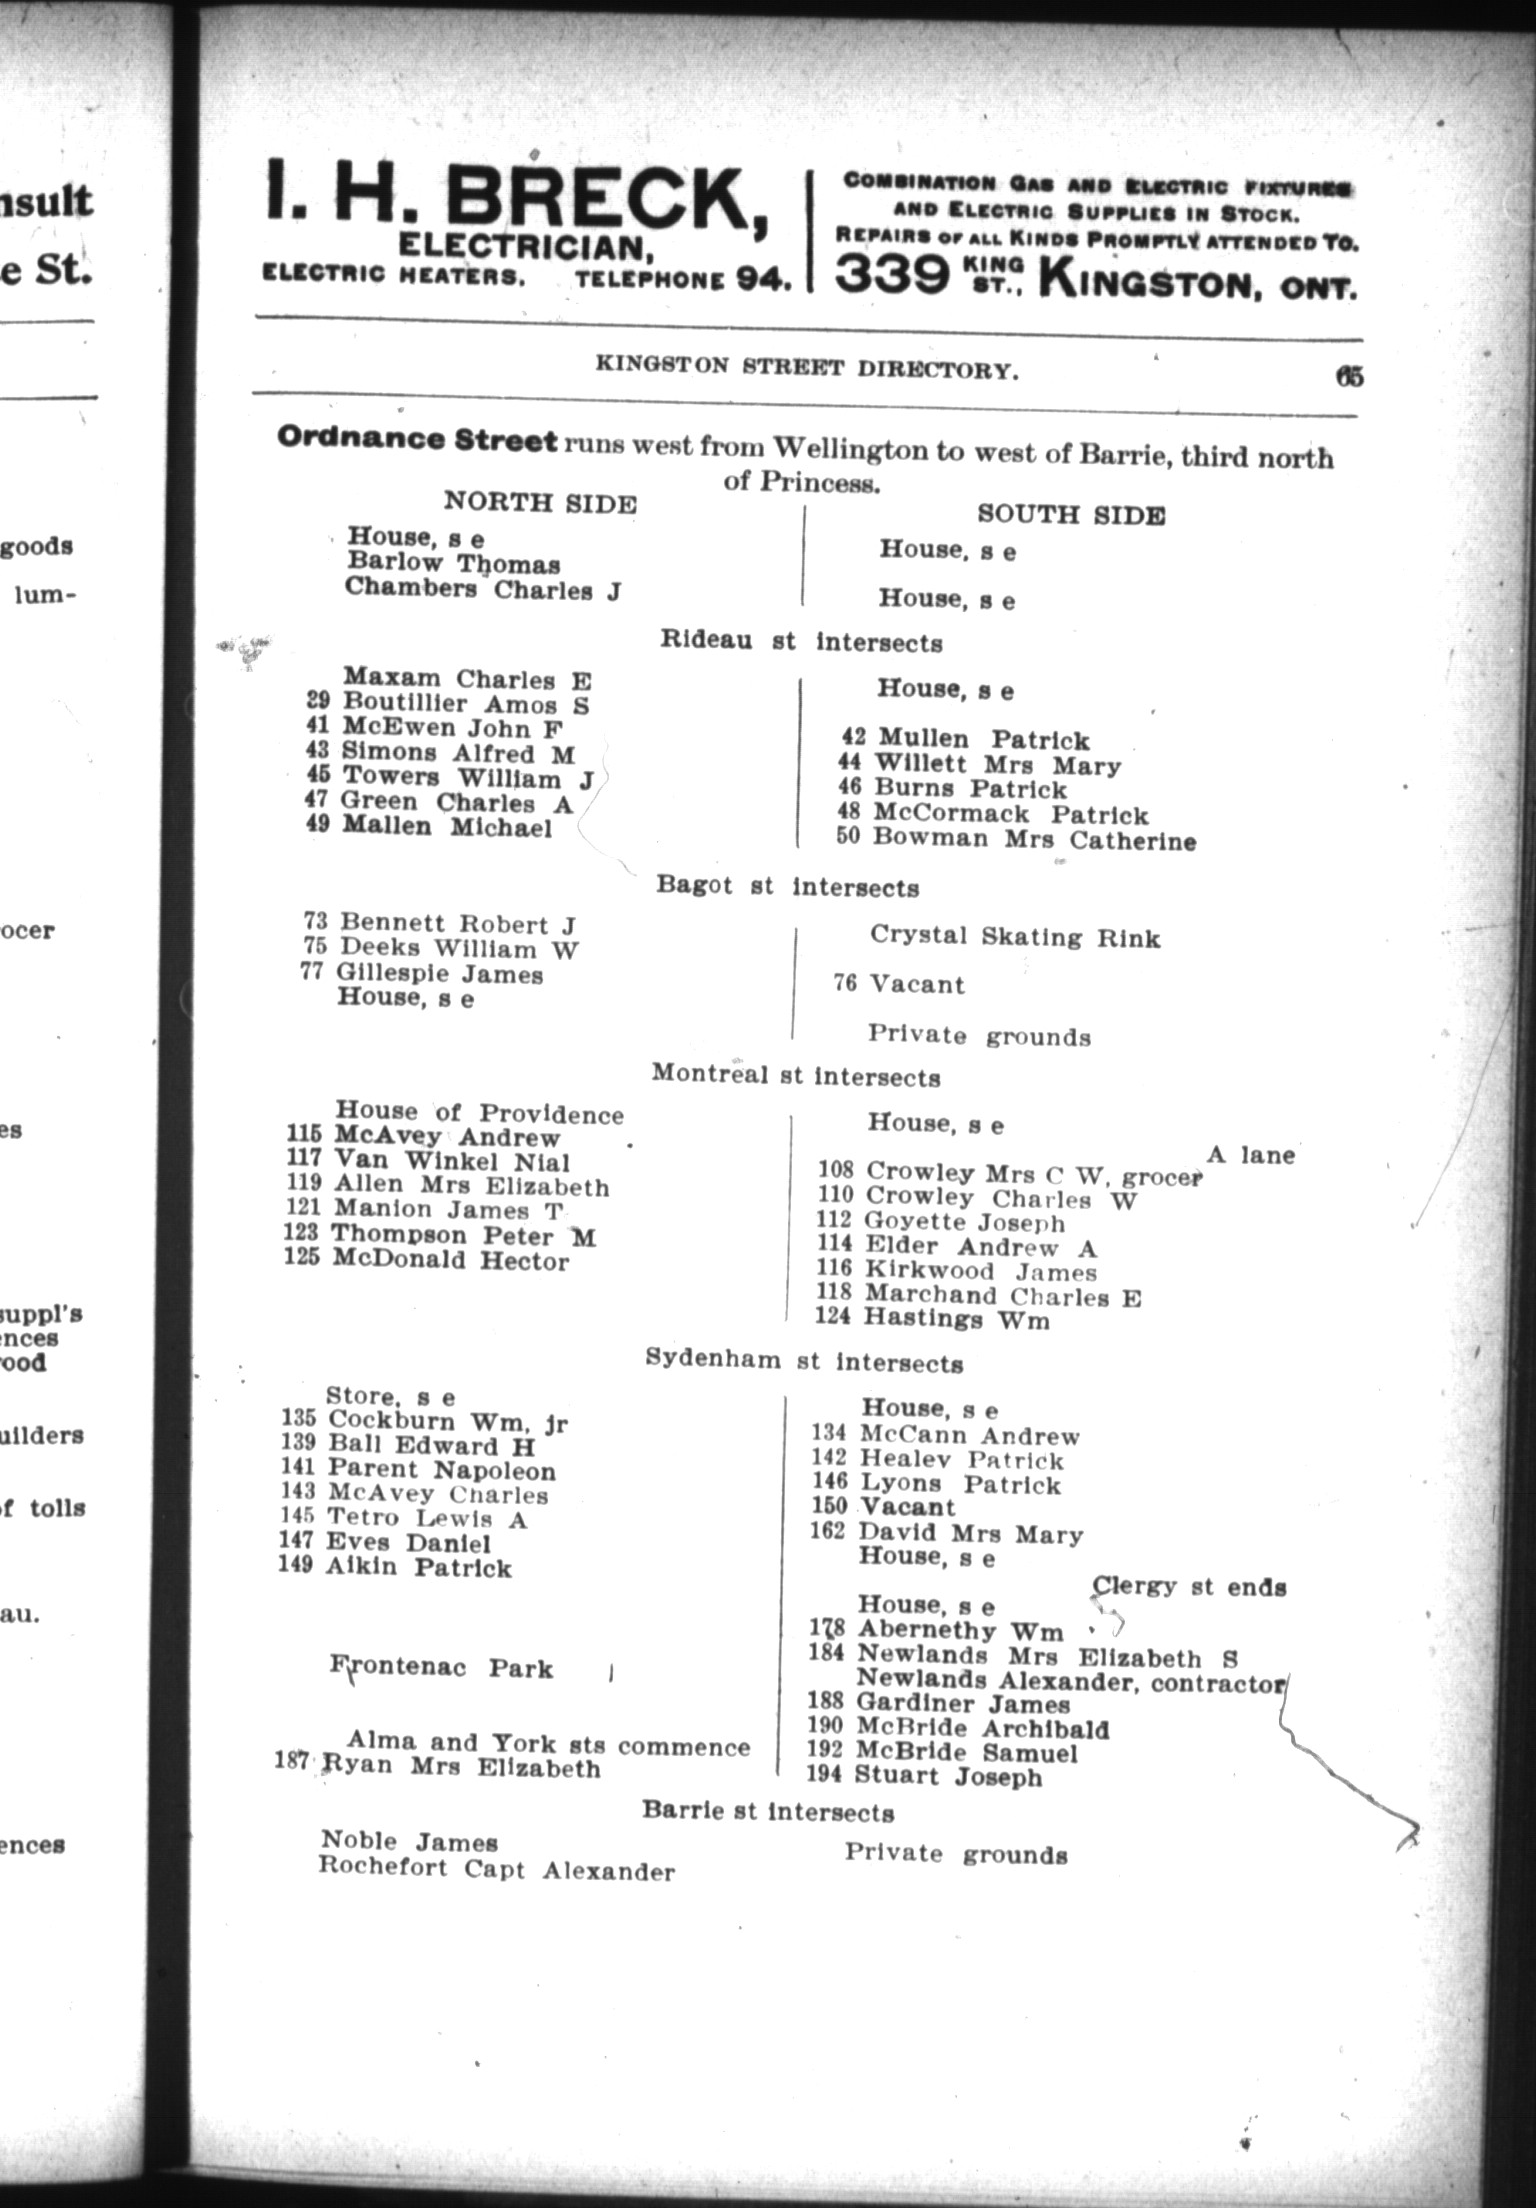 nsult
e St.
goods
lum-
ocer
es
suppl's
ences
ood
uilders
of tolls
au.
ences
I. H. BRECK,
ELECTRICIAN,
ELECTRIC HEATERS. TELEPHONE 94.
COMBINATION GAS AND ELECTRIC FIXTURES
AND ELECTRIC SUPPLIES IN STOCK.
REPAIRS OF ALL KINDS PROMPTLY ATTENDED TO.
339 KING ST., KINGSTON, ONT.
KINGSTON STREET DIRECTORY. 65
Ordnance Street runs west from Wellington to west of Barrie, third north
of Princess.
NORTH SIDE
House, s e
Barlow Thomas
Chambers Charles J
SOUTH SIDE
House, s e
House, s e
Rideau st intersects
Maxam Charles E
29 Boutillier Amos S
41 McEwen John F
43 Simons Alfred M
45 Towers William J
47 Green Charles A
49 Mallen Michael
House, s e
42 Mullen Patrick
44 Willett Mrs Mary
46 Burns Patrick
48 McCormack Patrick
50 Bowman Mrs Catherine
Bagot st intersects
73 Bennett Robert J
75 Deeks William W
77 Gillespie James
House, s e
Crystal Skating Rink
76 Vacant
Private grounds
Montreal st intersects
House of Providence
115 McAvey Andrew
117 Van Winkel Nial
119 Allen Mrs Elizabeth
121 Manion James T
123 Thompson Peter M
125 McDonald Hector
House, s e
A lane
108 Crowley Mrs C W, grocer
110 Crowley Charles W
112 Goyette Joseph
114 Elder Andrew A
116 Kirkwood James
118 Marchand Charles E
124 Hastings Wm
Sydenham st intersects
Store, s e
135 Cockburn Wm, jr
139 Ball Edward H
141 Parent Napoleon
143 McAvey Charles
145 Tetro Lewis A
147 Eves Daniel
149 Aikin Patrick
Frontenac Park
Alma and York sts commence
187 Ryan Mrs Elizabeth
House, s e
134 McCann Andrew
142 Healey Patrick
146 Lyons Patrick
150 Vacant
162 David Mrs Mary
House, s e
Clergy st ends
House, s e
178 Abernethy Wm
184 Newlands Mrs Elizabeth S
Newlands Alexander, contractor
188 Gardiner James
190 McBride Archibald
192 McBride Samuel
194 Stuart Joseph
Barrie st intersects
Noble James
Rochefort Capt Alexander
Private grounds